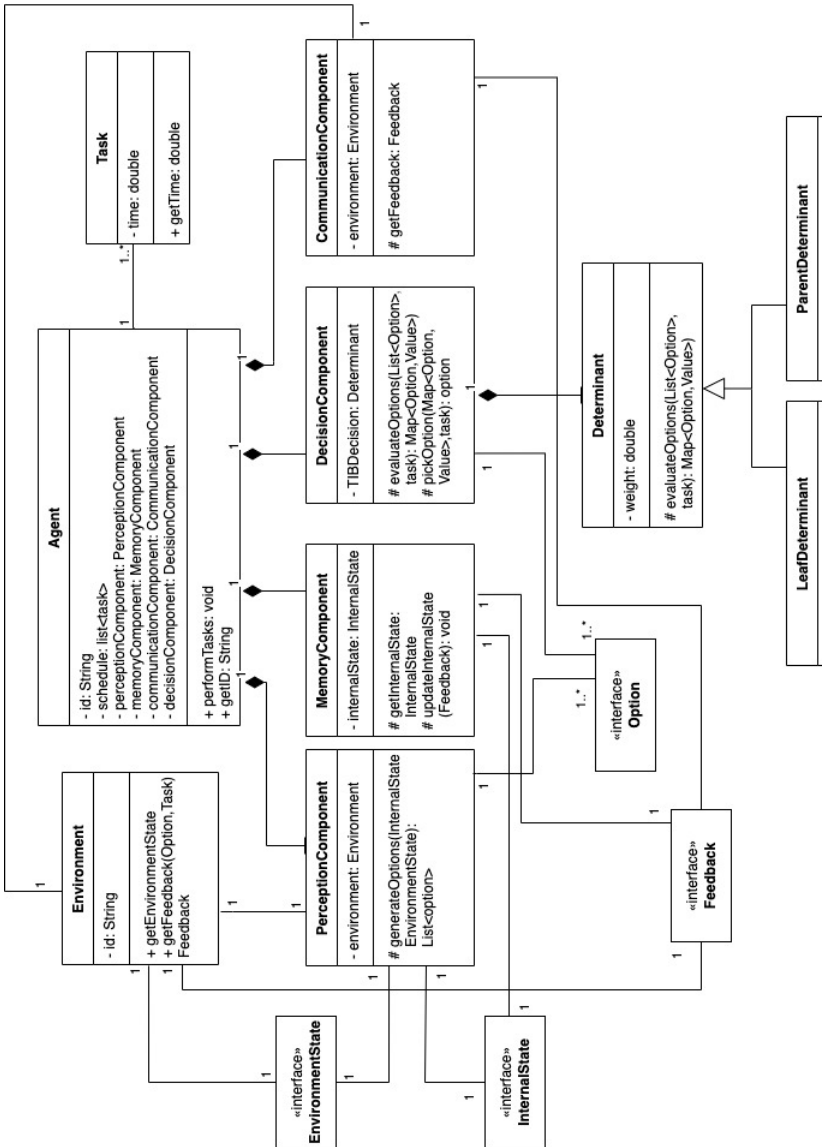 Environment
- id: String
+ getEnvironmentState
+ getFeedback(Option,Task)
Feedback
1
1
1
1
Agent
- id: String
- schedule: list<task>
- perceptionComponent: PerceptionComponent
- memoryComponent: MemoryComponent
- communicationComponent: CommunicationComponent
- decisionComponent: DecisionComponent
+ performTasks: void
+ getID: String
1
1
1
1
1
1..*
Task
- time: double
+ getTime: double
«interface»
EnvironmentState
1
1
PerceptionComponent
- environment: Environment
# generateOptions(InternalState
EnvironmentState):
List<option>
1
1
1
1
MemoryComponent
- internalState: InternalState
# getInternalState:
InternalState
# updateInternalState
(Feedback): void
1
1
DecisionComponent
- TIBDecision: Determinant
# evaluateOptions(List<Option>,
task): Map<Option,Value>)
# pickOption(Map<Option,
Value>,task): option
1
1
CommunicationComponent
- environment: Environment
# getFeedback: Feedback
1
1
«interface»
InternalState
1
1
«interface»
Option
1..*
1..*
«interface»
Feedback
1
1
Determinant
- weight: double
# evaluateOptions(List<Option>,
task): Map<Option,Value>)
LeafDeterminant
ParentDeterminant